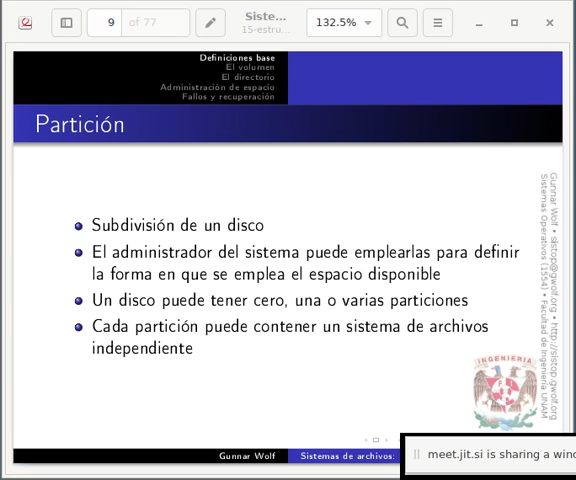 9 of 77
Siste...
15-estru...
132.5%
Definiciones base
El volumen
El directorio
Administración de espacio
Fallos y recuperación
Partición
Subdivisión de un disco
El administrador del sistema puede emplearlas para definir
la forma en que se emplea el espacio disponible
Un disco puede tener cero, una o varias particiones
Cada partición puede contener un sistema de archivos
independiente
Gunnar Wolf • sistop@gwolf.org • http://sistop.gwolf.org
Sistemas Operativos (1554) • Facultad de Ingeniería UNAM
INGENIERIA
Gunnar Wolf
Sistemas de archivos:
meet.jit.si is sharing a wind